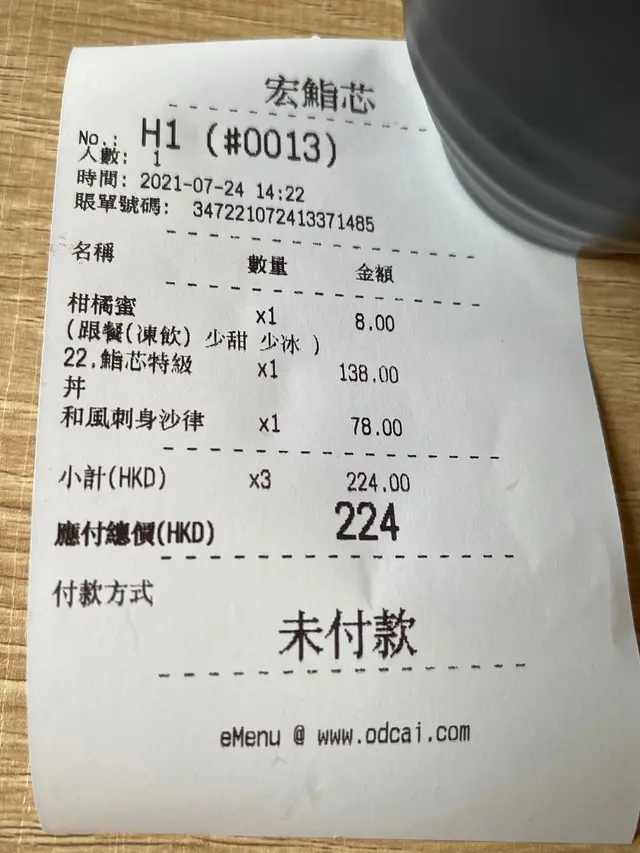 宏鮨芯
No.: H1 (#0013)
人數: 1
時間: 2021-07-24 14:22
賬單號碼: 347221072413371485
名稱 數量 金額
柑橘蜜 x1 8.00
(跟餐(凍飲) 少甜 少冰 )
22.鮨芯特級 x1 138.00
丼
和風刺身沙律 x1 78.00
小計(HKD) x3 224.00
應付總價(HKD) 224
付款方式
未付款
eMenu @ www.odcai.com